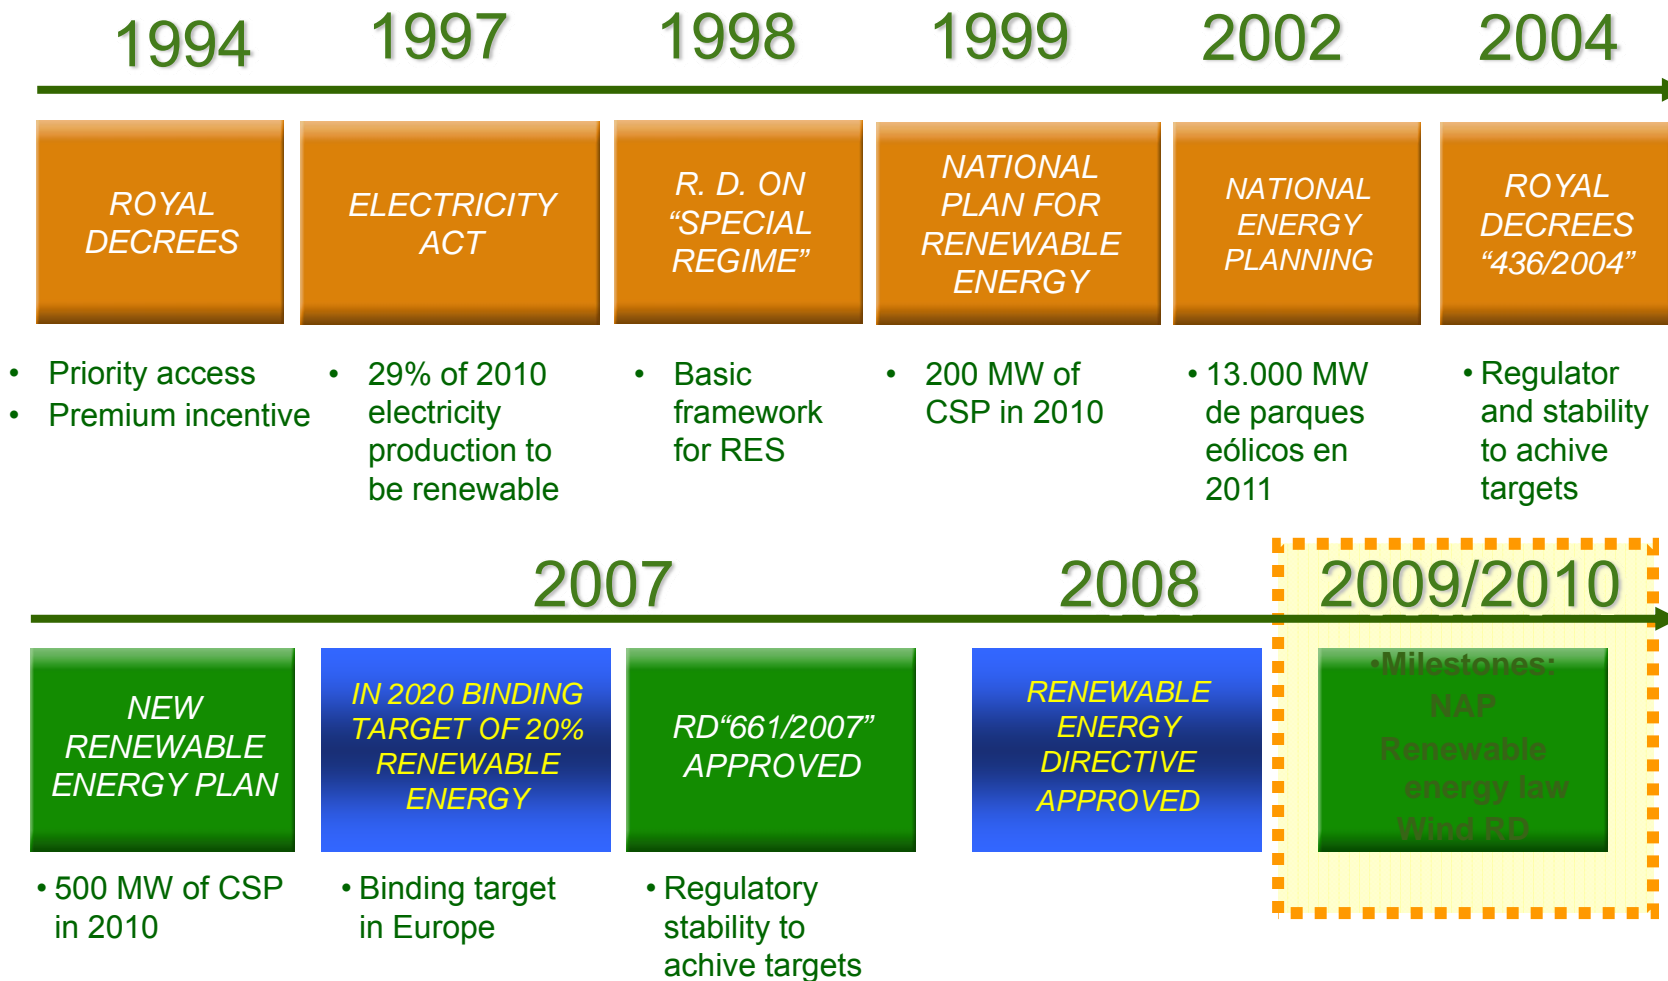 1994
1997
1998
1999
2002
2004
ROYAL
DECREES
ELECTRICITY
ACT
R. D. ON
“SPECIAL
REGIME”
NATIONAL
PLAN FOR
RENEWABLE
ENERGY
NATIONAL
ENERGY
PLANNING
ROYAL
DECREES
“436/2004”
• Priority access
• Premium incentive
• 29% of 2010
electricity
production to
be renewable
• Basic
framework
for RES
• 200 MW of
CSP in 2010
• 13.000 MW
de parques
eólicos en
2011
• Regulator
and stability
to achive
targets
2007
2008
2009/2010
NEW
RENEWABLE
ENERGY PLAN
IN 2020 BINDING
TARGET OF 20%
RENEWABLE
ENERGY
RD“661/2007”
APPROVED
RENEWABLE
ENERGY
DIRECTIVE
APPROVED
•Milestones:
NAP
Renewable
energy law
Wind RD
• 500 MW of CSP
in 2010
• Binding target
in Europe
• Regulatory
stability to
achive targets